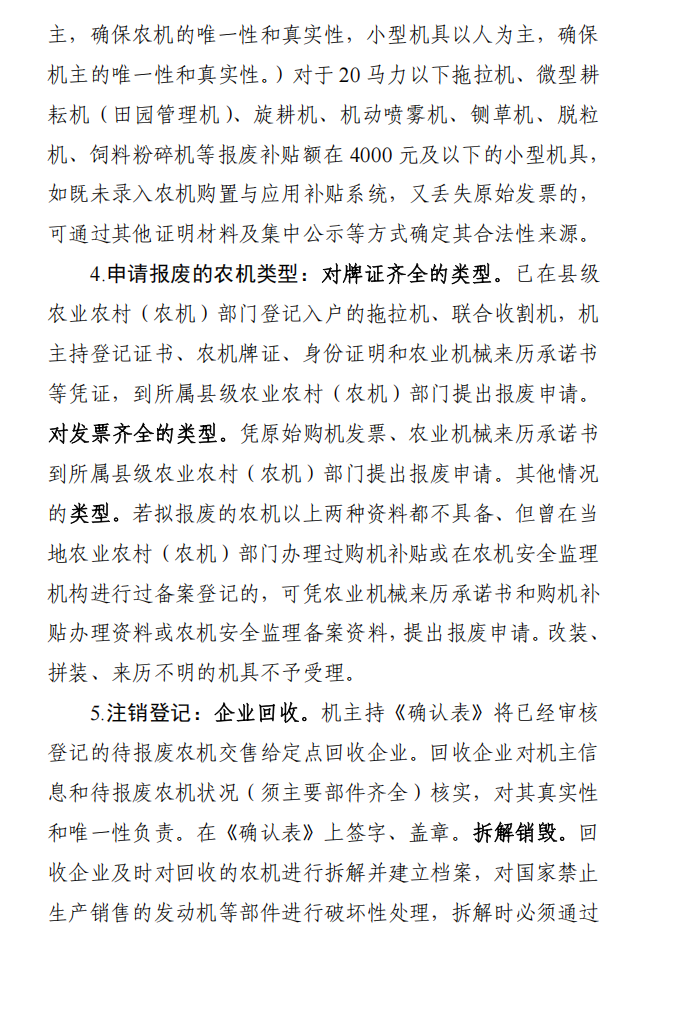 主，确保农机的唯一性和真实性，小型机具以人为主，确保
机主的唯一性和真实性。）对于 20 马力以下拖拉机、微型耕
耘机（田园管理机）、旋耕机、机动喷雾机、铡草机、脱粒
机、饲料粉碎机等报废补贴额在 4000 元及以下的小型机具，
如既未录入农机购置与应用补贴系统，又丢失原始发票的，
可通过其他证明材料及集中公示等方式确定其合法性来源。
4.申请报废的农机类型：对牌证齐全的类型。已在县级
农业农村（农机）部门登记入户的拖拉机、联合收割机，机
主持登记证书、农机牌证、身份证明和农业机械来历承诺书
等凭证，到所属县级农业农村（农机）部门提出报废申请。
对发票齐全的类型。凭原始购机发票、农业机械来历承诺书
到所属县级农业农村（农机）部门提出报废申请。其他情况
的类型。若拟报废的农机以上两种资料都不具备、但曾在当
地农业农村（农机）部门办理过购机补贴或在农机安全监理
机构进行过备案登记的，可凭农业机械来历承诺书和购机补
贴办理资料或农机安全监理备案资料，提出报废申请。改装、
拼装、来历不明的机具不予受理。
5.注销登记：企业回收。机主持《确认表》将已经审核
登记的待报废农机交售给定点回收企业。回收企业对机主信
息和待报废农机状况（须主要部件齐全）核实，对其真实性
和唯一性负责。在《确认表》上签字、盖章。拆解销毁。回
收企业及时对回收的农机进行拆解并建立档案，对国家禁止
生产销售的发动机等部件进行破坏性处理，拆解时必须通过